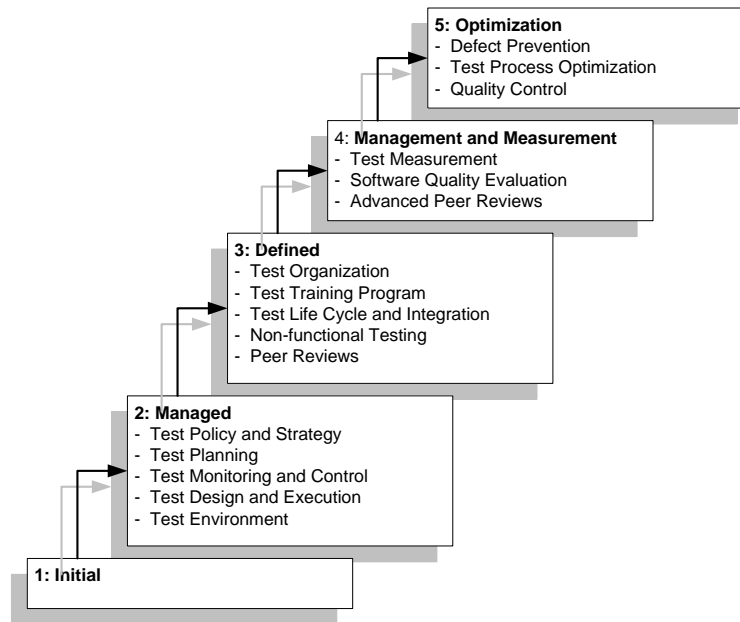 5: Optimization
- Defect Prevention
- Test Process Optimization
- Quality Control
4: Management and Measurement
- Test Measurement
- Software Quality Evaluation
- Advanced Peer Reviews
3: Defined
- Test Organization
- Test Training Program
- Test Life Cycle and Integration
- Non-functional Testing
- Peer Reviews
2: Managed
- Test Policy and Strategy
- Test Planning
- Test Monitoring and Control
- Test Design and Execution
- Test Environment
1: Initial